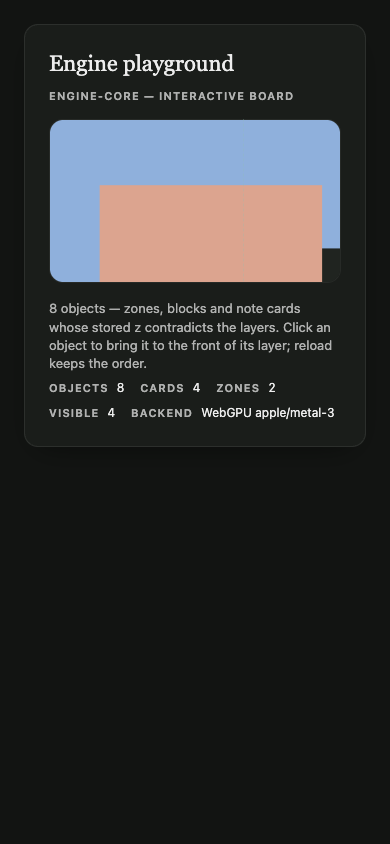 Engine playground
ENGINE-CORE — INTERACTIVE BOARD
8 objects — zones, blocks and note cards
whose stored z contradicts the layers. Click an
object to bring it to the front of its layer; reload
keeps the order.
OBJECTS 8 CARDS 4 ZONES 2
VISIBLE 4 BACKEND WebGPU apple/metal-3